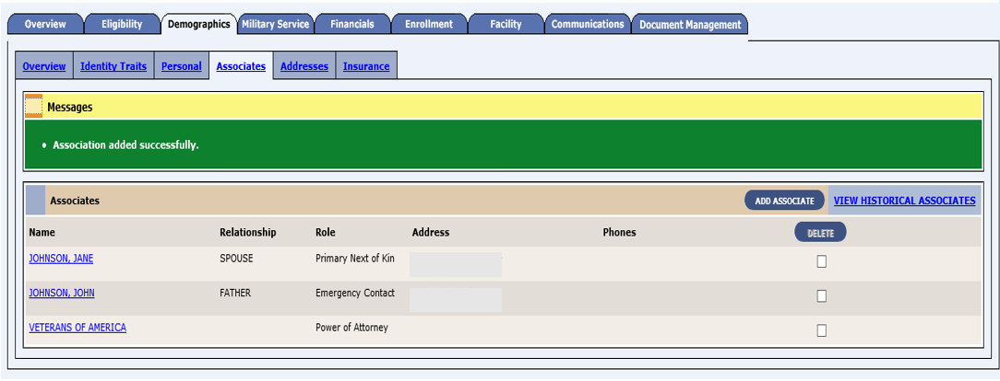 Overview Eligibility Demographics Military Service Financials Enrollment Facility Communications Document Management
Overview Identity Traits Personal Associates Addresses Insurance
Messages
• Association added successfully.
Associates ADD ASSOCIATE VIEW HISTORICAL ASSOCIATES
Name Relationship Role Address Phones DELETE
JOHNSON, JANE SPOUSE Primary Next of Kin
JOHNSON, JOHN FATHER Emergency Contact
VETERANS OF AMERICA Power of Attorney